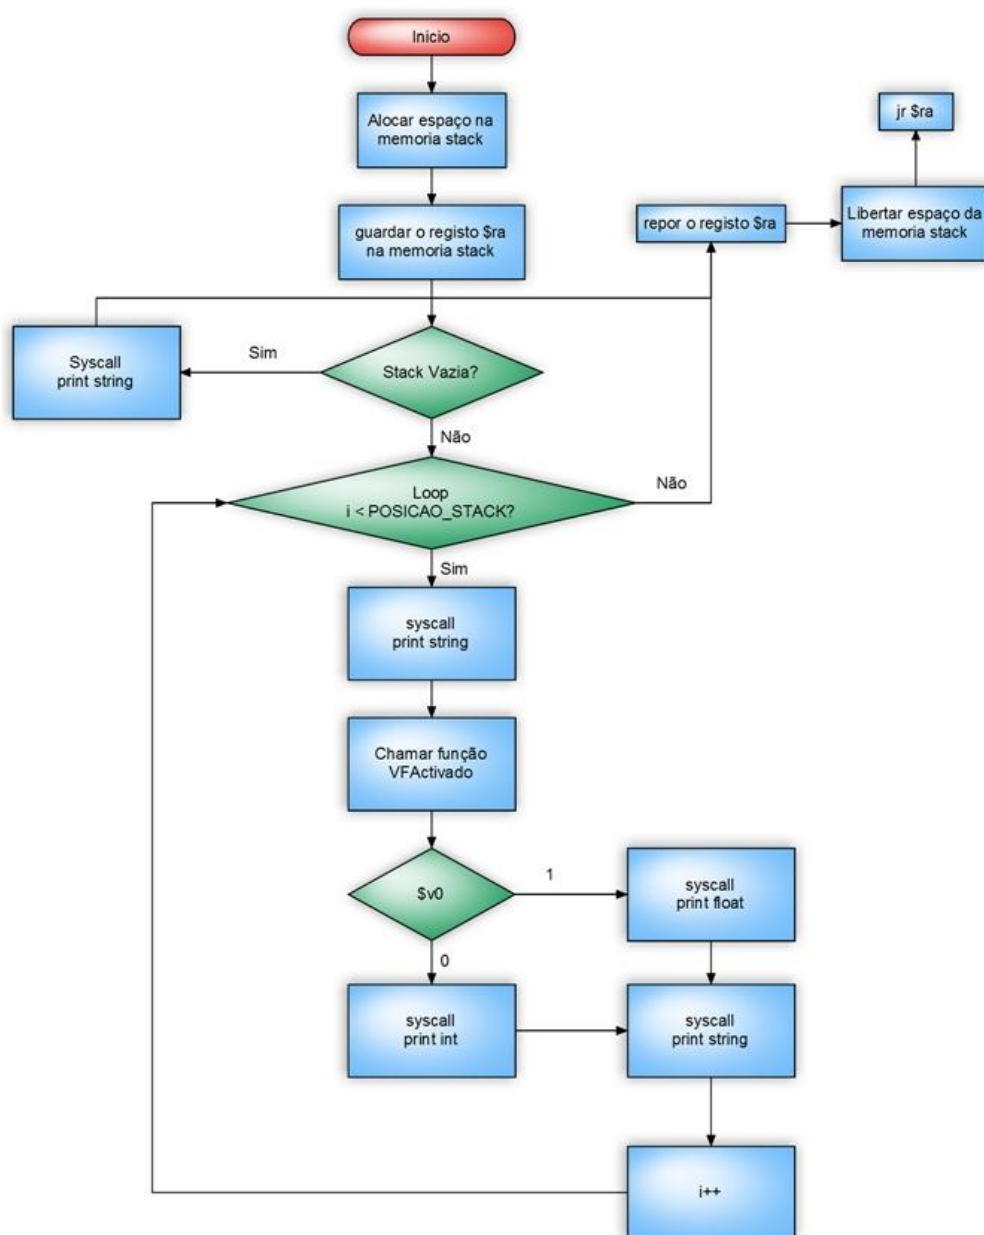 Inicio
Alocar espaço na
memoria stack
jr $ra
guardar o registo $ra
na memoria stack
repor o registo $ra
Libertar espaço da
memoria stack
Syscall
print string
Sim
Stack Vazia?
Não
Loop
i < POSICAO_STACK?
Não
Sim
syscall
print string
Chamar função
VFActivado
$v0
1
syscall
print float
0
syscall
print int
syscall
print string
i++